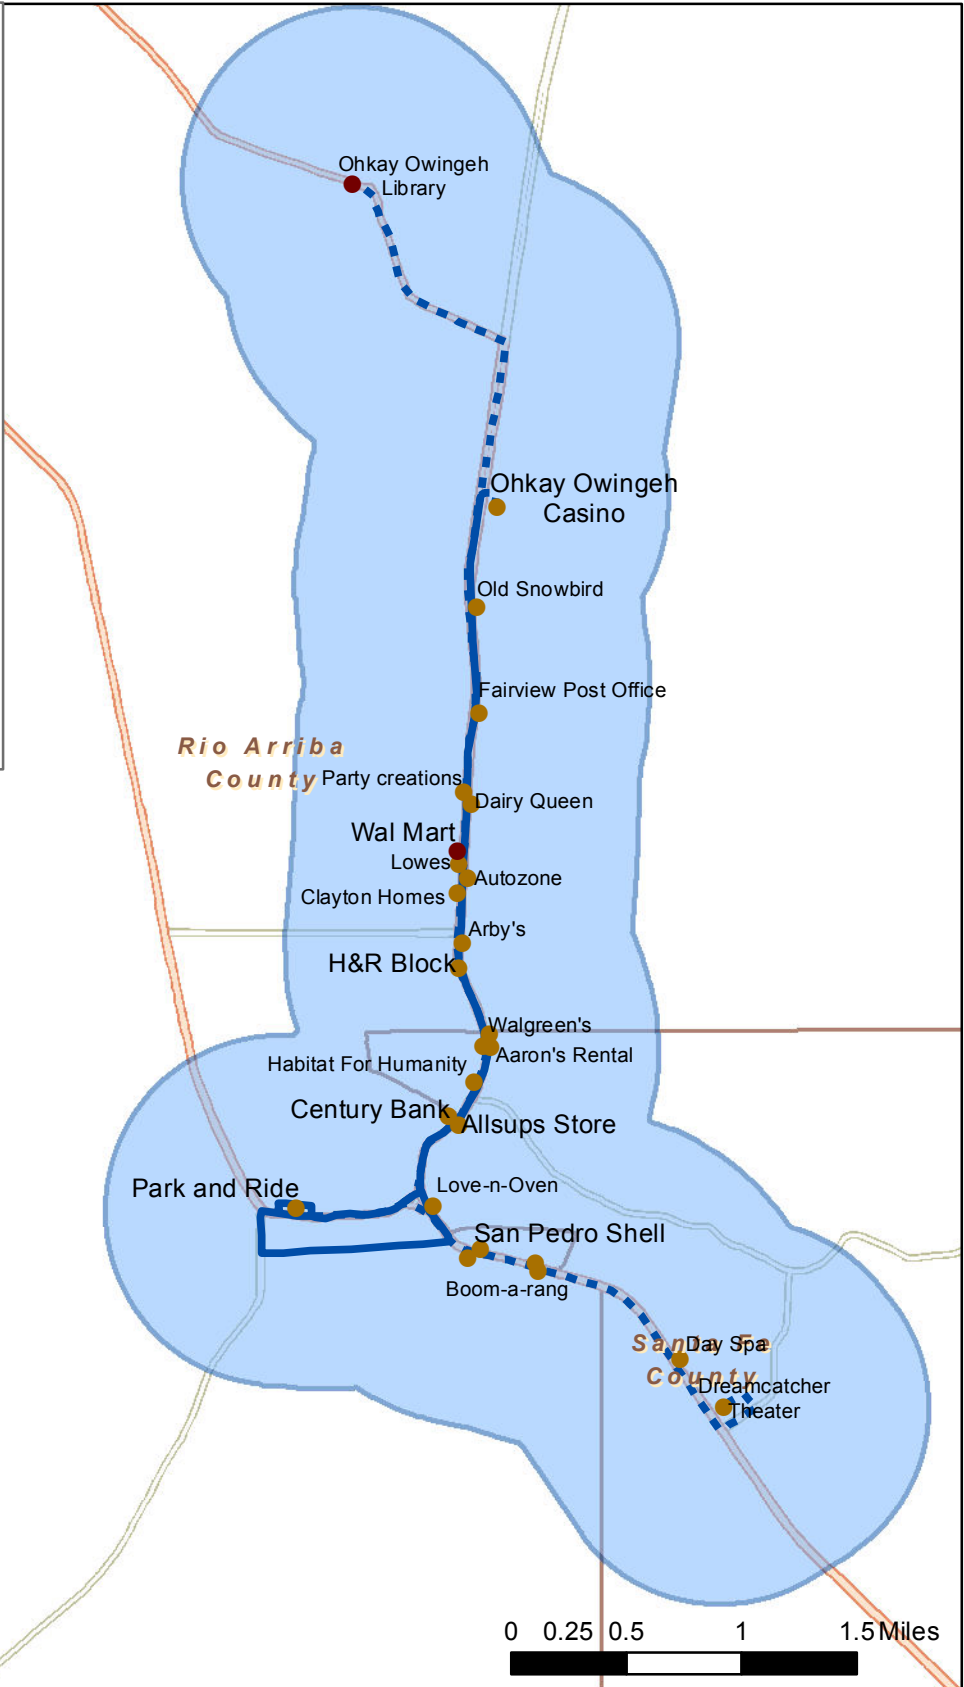 Ohkay Owingeh
Library
Ohkay Owingeh
Casino
Old Snowbird
Fairview Post Office
Rio Arriba
County
Party creations
Dairy Queen
Wal Mart
Lowes
Autozone
Clayton Homes
Arby's
H&R Block
Walgreen's
Aaron's Rental
Habitat For Humanity
Century Bank
Allsups Store
Park and Ride
Love-n-Oven
San Pedro Shell
Boom-a-rang
Santa Fe
County
Day Spa
Dreamcatcher
Theater
0 0.25 0.5 1 1.5 Miles